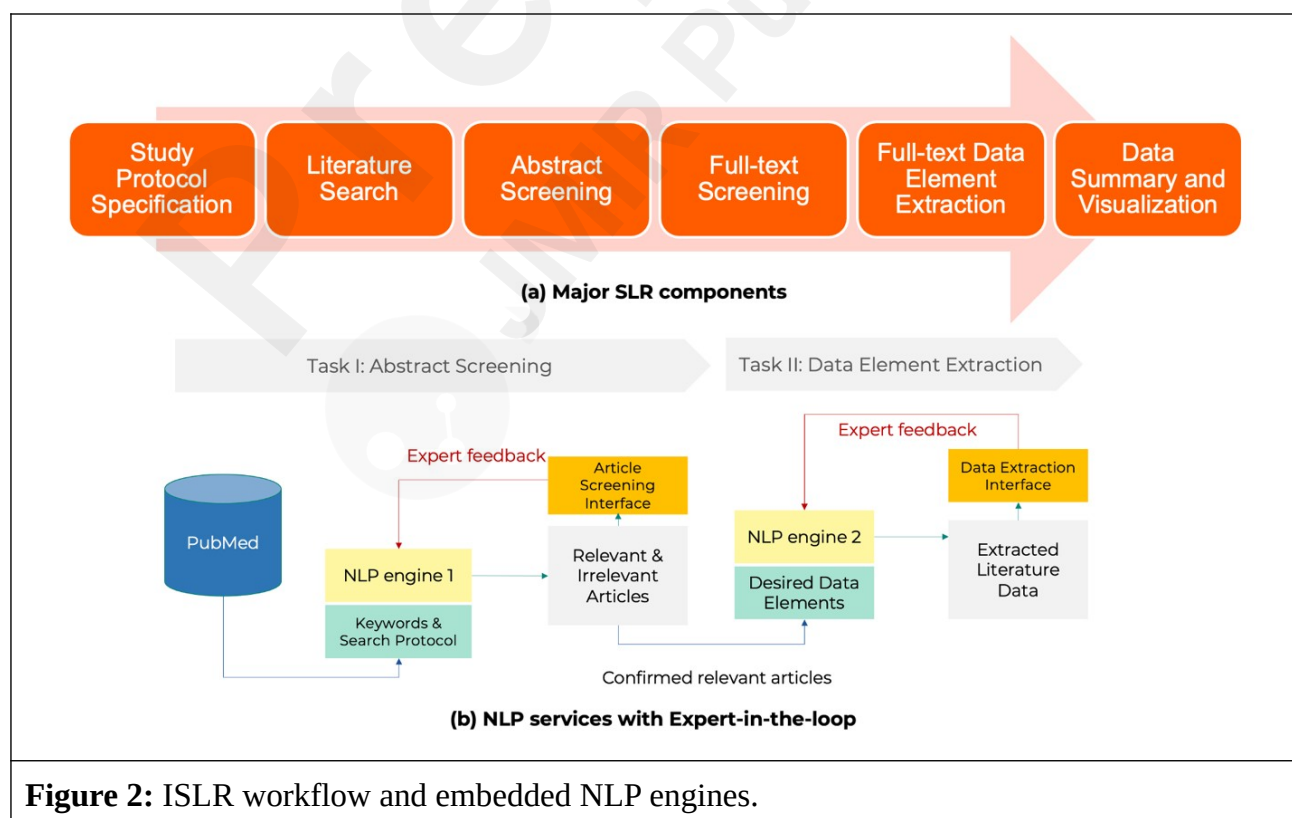 Study
Protocol
Specification
Literature
Search
Abstract
Screening
Full-text
Screening
Full-text Data
Element
Extraction
Data
Summary and
Visualization
(a) Major SLR components
Task I: Abstract Screening
Task II: Data Element Extraction
Expert feedback
Article
Screening
Interface
Expert feedback
Data Extraction
Interface
PubMed
NLP engine 1
Keywords &
Search Protocol
Relevant &
Irrelevant
Articles
NLP engine 2
Desired Data
Elements
Extracted
Literature
Data
Confirmed relevant articles
(b) NLP services with Expert-in-the-loop
Figure 2: ISLR workflow and embedded NLP engines.
Pre
JMIR Pu